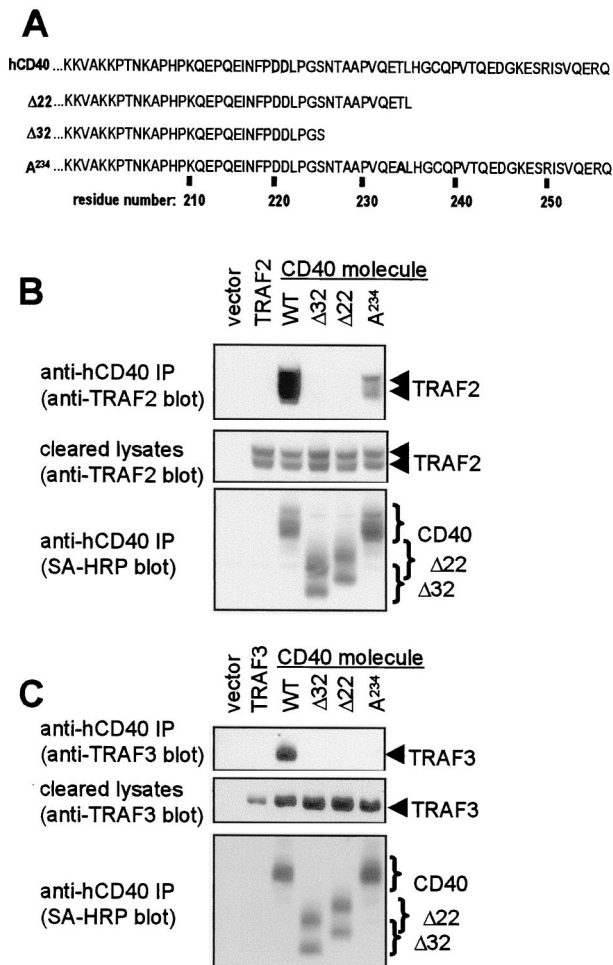 A
hCD40 ...KKVAKKPTNKAPHPKQEPQEINFPDDLPGSNTAAPVQETLHGCQPVTQEDGKESRISVQERQ
Δ22 ...KKVAKKPTNKAPHPKQEPQEINFPDDLPGSNTAAPVQETL
Δ32 ...KKVAKKPTNKAPHPKQEPQEINFPDDLPGS
A234 ...KKVAKKPTNKAPHPKQEPQEINFPDDLPGSNTAAPVQEALHGCQPVTQEDGKESRISVQERQ
residue number: 210 220 230 240 250
B
CD40 molecule
vector TRAF2 WT Δ32 Δ22 A234
anti-hCD40 IP
(anti-TRAF2 blot)
TRAF2
cleared lysates
(anti-TRAF2 blot)
TRAF2
anti-hCD40 IP
(SA-HRP blot)
CD40
Δ22
Δ32
C
CD40 molecule
vector TRAF3 WT Δ32 Δ22 A234
anti-hCD40 IP
(anti-TRAF3 blot)
TRAF3
cleared lysates
(anti-TRAF3 blot)
TRAF3
anti-hCD40 IP
(SA-HRP blot)
CD40
Δ22
Δ32